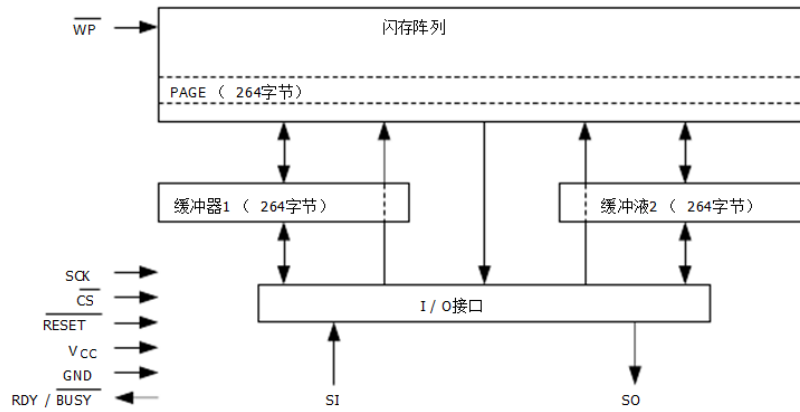 WP
闪存阵列
PAGE（ 264字节）
缓冲器1（ 264字节）
缓冲液2（ 264字节）
SCK
CS
RESET
VCC
GND
RDY / BUSY
I / O接口
SI
SO